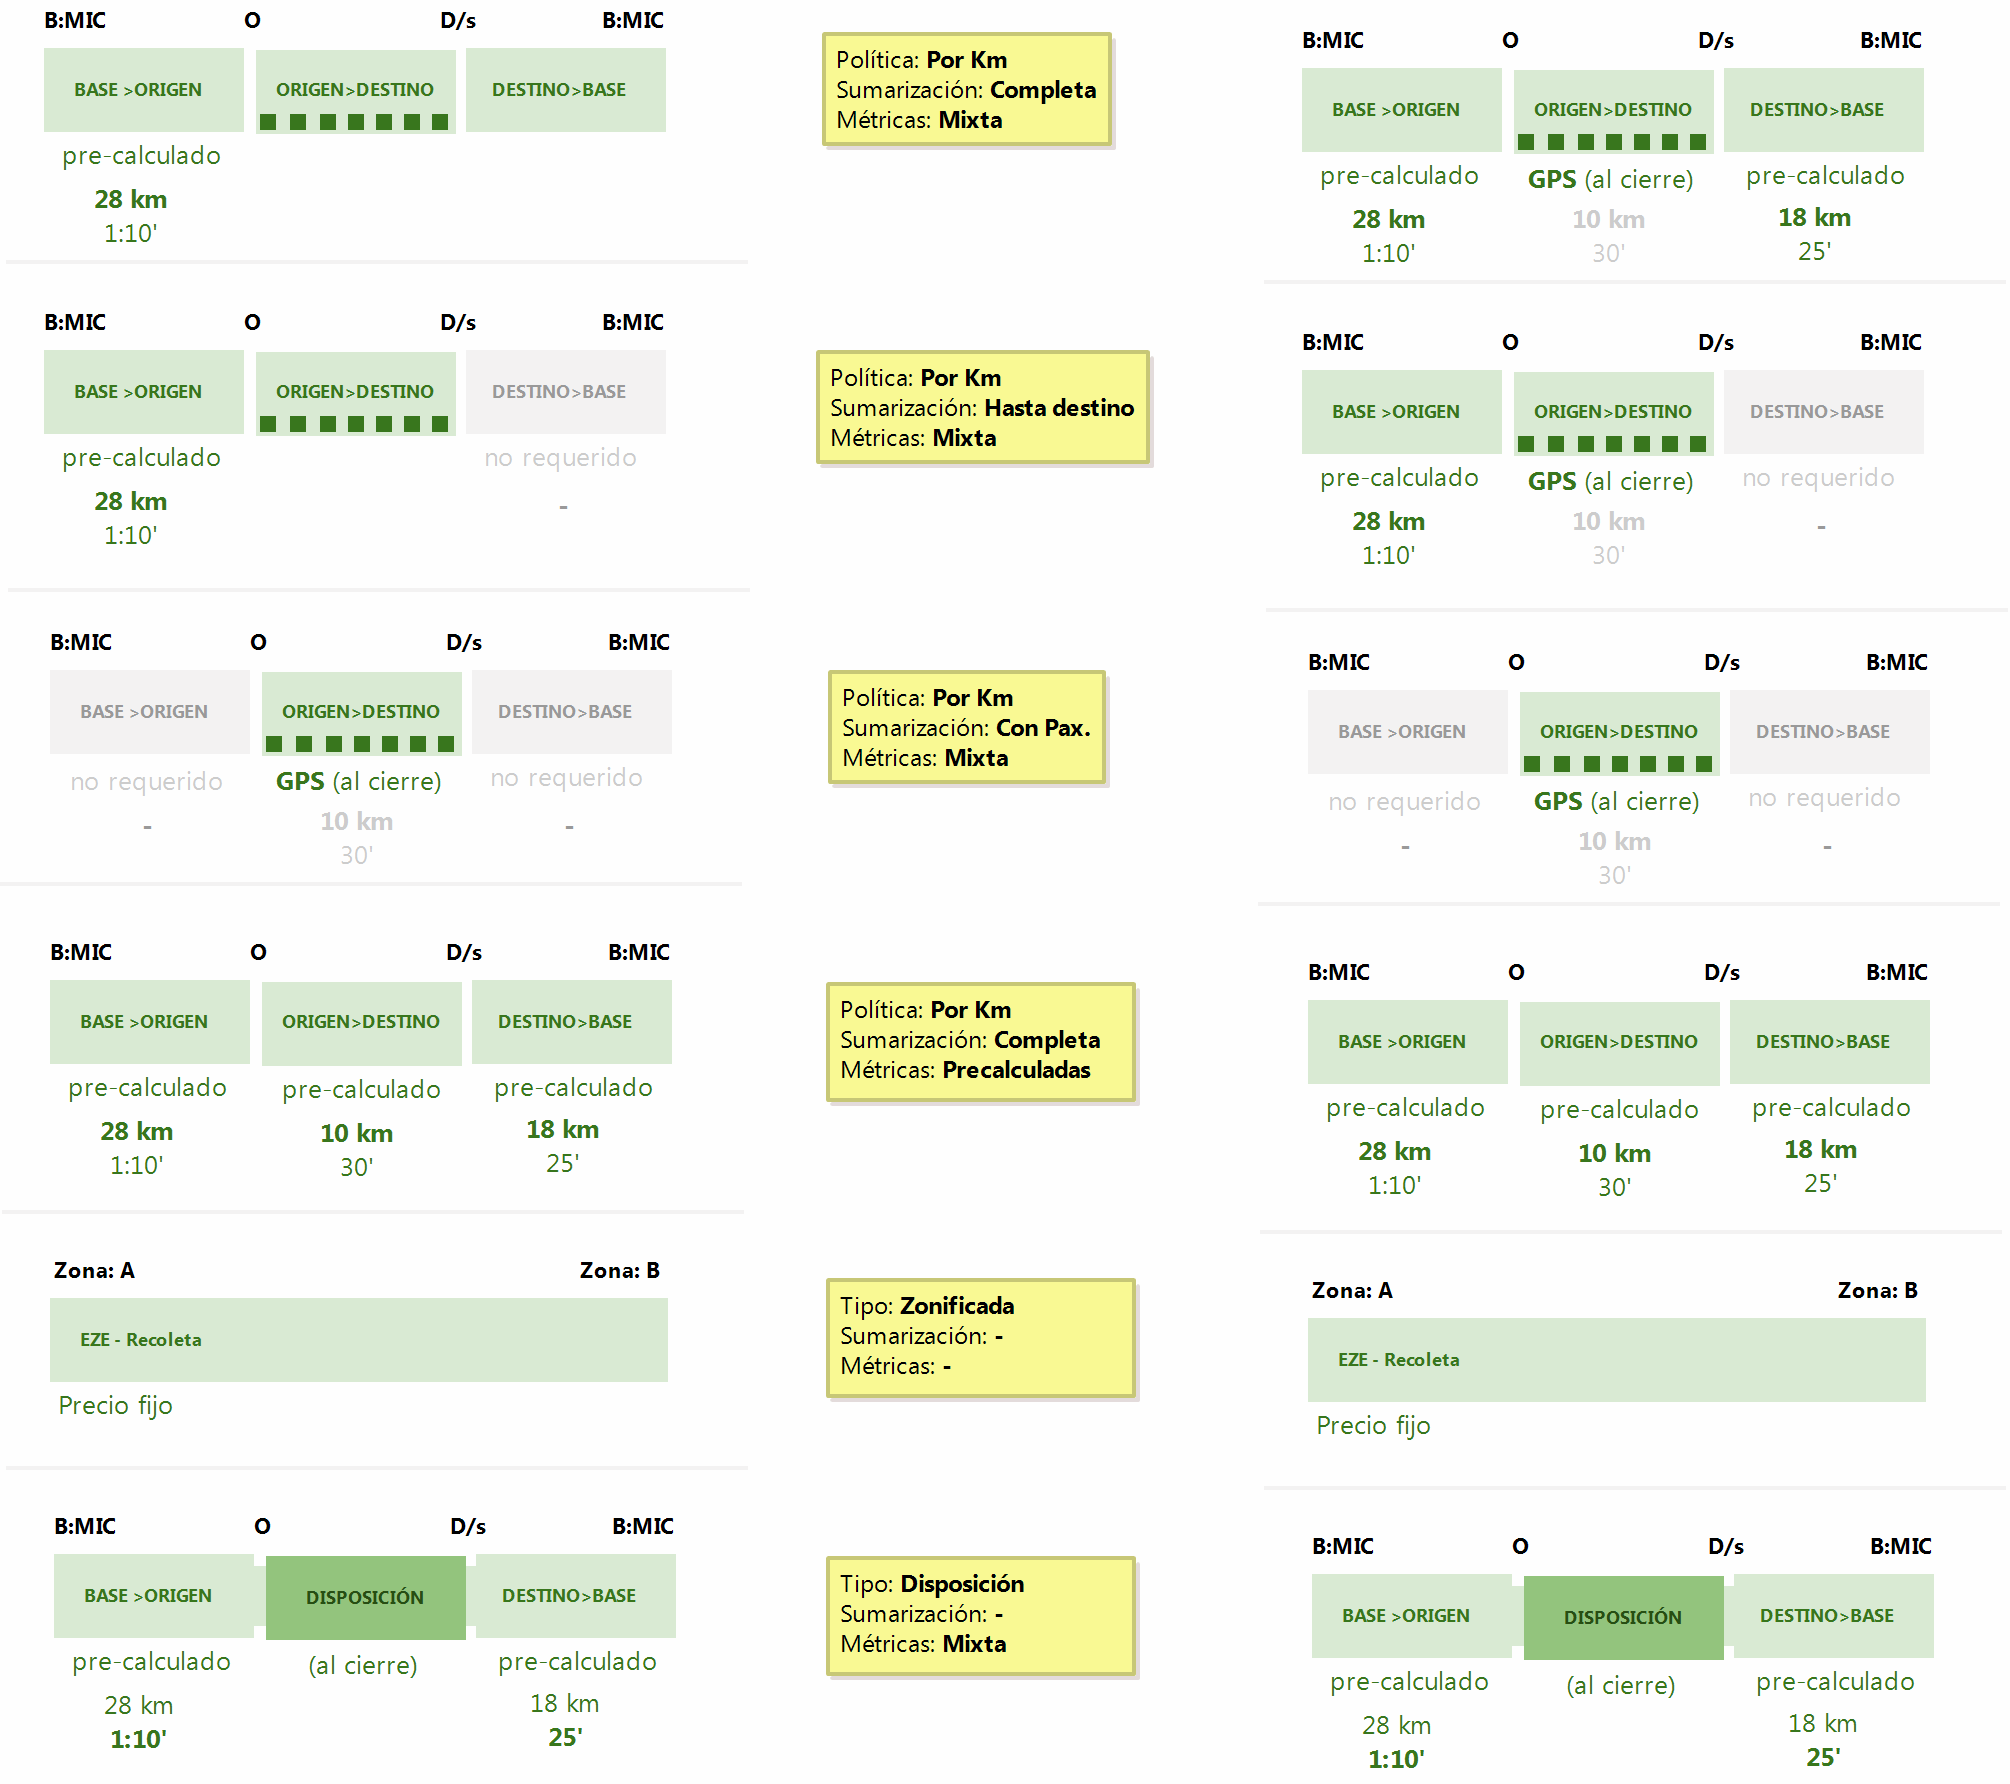 B:MIC O D/s B:MIC
BASE >ORIGEN ORIGEN>DESTINO DESTINO>BASE
pre-calculado
28 km
1:10'
Política: Por Km
Sumarización: Completa
Métricas: Mixta
B:MIC O D/s B:MIC
BASE >ORIGEN ORIGEN>DESTINO DESTINO>BASE
pre-calculado GPS (al cierre) pre-calculado
28 km 10 km 18 km
1:10' 30' 25'
B:MIC O D/s B:MIC
BASE >ORIGEN ORIGEN>DESTINO DESTINO>BASE
pre-calculado no requerido
28 km -
1:10'
Política: Por Km
Sumarización: Hasta destino
Métricas: Mixta
B:MIC O D/s B:MIC
BASE >ORIGEN ORIGEN>DESTINO DESTINO>BASE
pre-calculado GPS (al cierre) no requerido
28 km 10 km -
1:10' 30'
B:MIC O D/s B:MIC
BASE >ORIGEN ORIGEN>DESTINO DESTINO>BASE
no requerido GPS (al cierre) no requerido
- 10 km -
30'
Política: Por Km
Sumarización: Con Pax.
Métricas: Mixta
B:MIC O D/s B:MIC
BASE >ORIGEN ORIGEN>DESTINO DESTINO>BASE
no requerido GPS (al cierre) no requerido
- 10 km -
30'
B:MIC O D/s B:MIC
BASE >ORIGEN ORIGEN>DESTINO DESTINO>BASE
pre-calculado pre-calculado pre-calculado
28 km 10 km 18 km
1:10' 30' 25'
Política: Por Km
Sumarización: Completa
Métricas: Precalculadas
B:MIC O D/s B:MIC
BASE >ORIGEN ORIGEN>DESTINO DESTINO>BASE
pre-calculado pre-calculado pre-calculado
28 km 10 km 18 km
1:10' 30' 25'
Zona: A Zona: B
EZE - Recoleta
Precio fijo
Tipo: Zonificada
Sumarización: -
Métricas: -
Zona: A Zona: B
EZE - Recoleta
Precio fijo
B:MIC O D/s B:MIC
BASE >ORIGEN DISPOSICIÓN DESTINO>BASE
pre-calculado (al cierre) pre-calculado
28 km 18 km
1:10' 25'
Tipo: Disposición
Sumarización: -
Métricas: Mixta
B:MIC O D/s B:MIC
BASE >ORIGEN DISPOSICIÓN DESTINO>BASE
pre-calculado (al cierre) pre-calculado
28 km 18 km
1:10' 25'